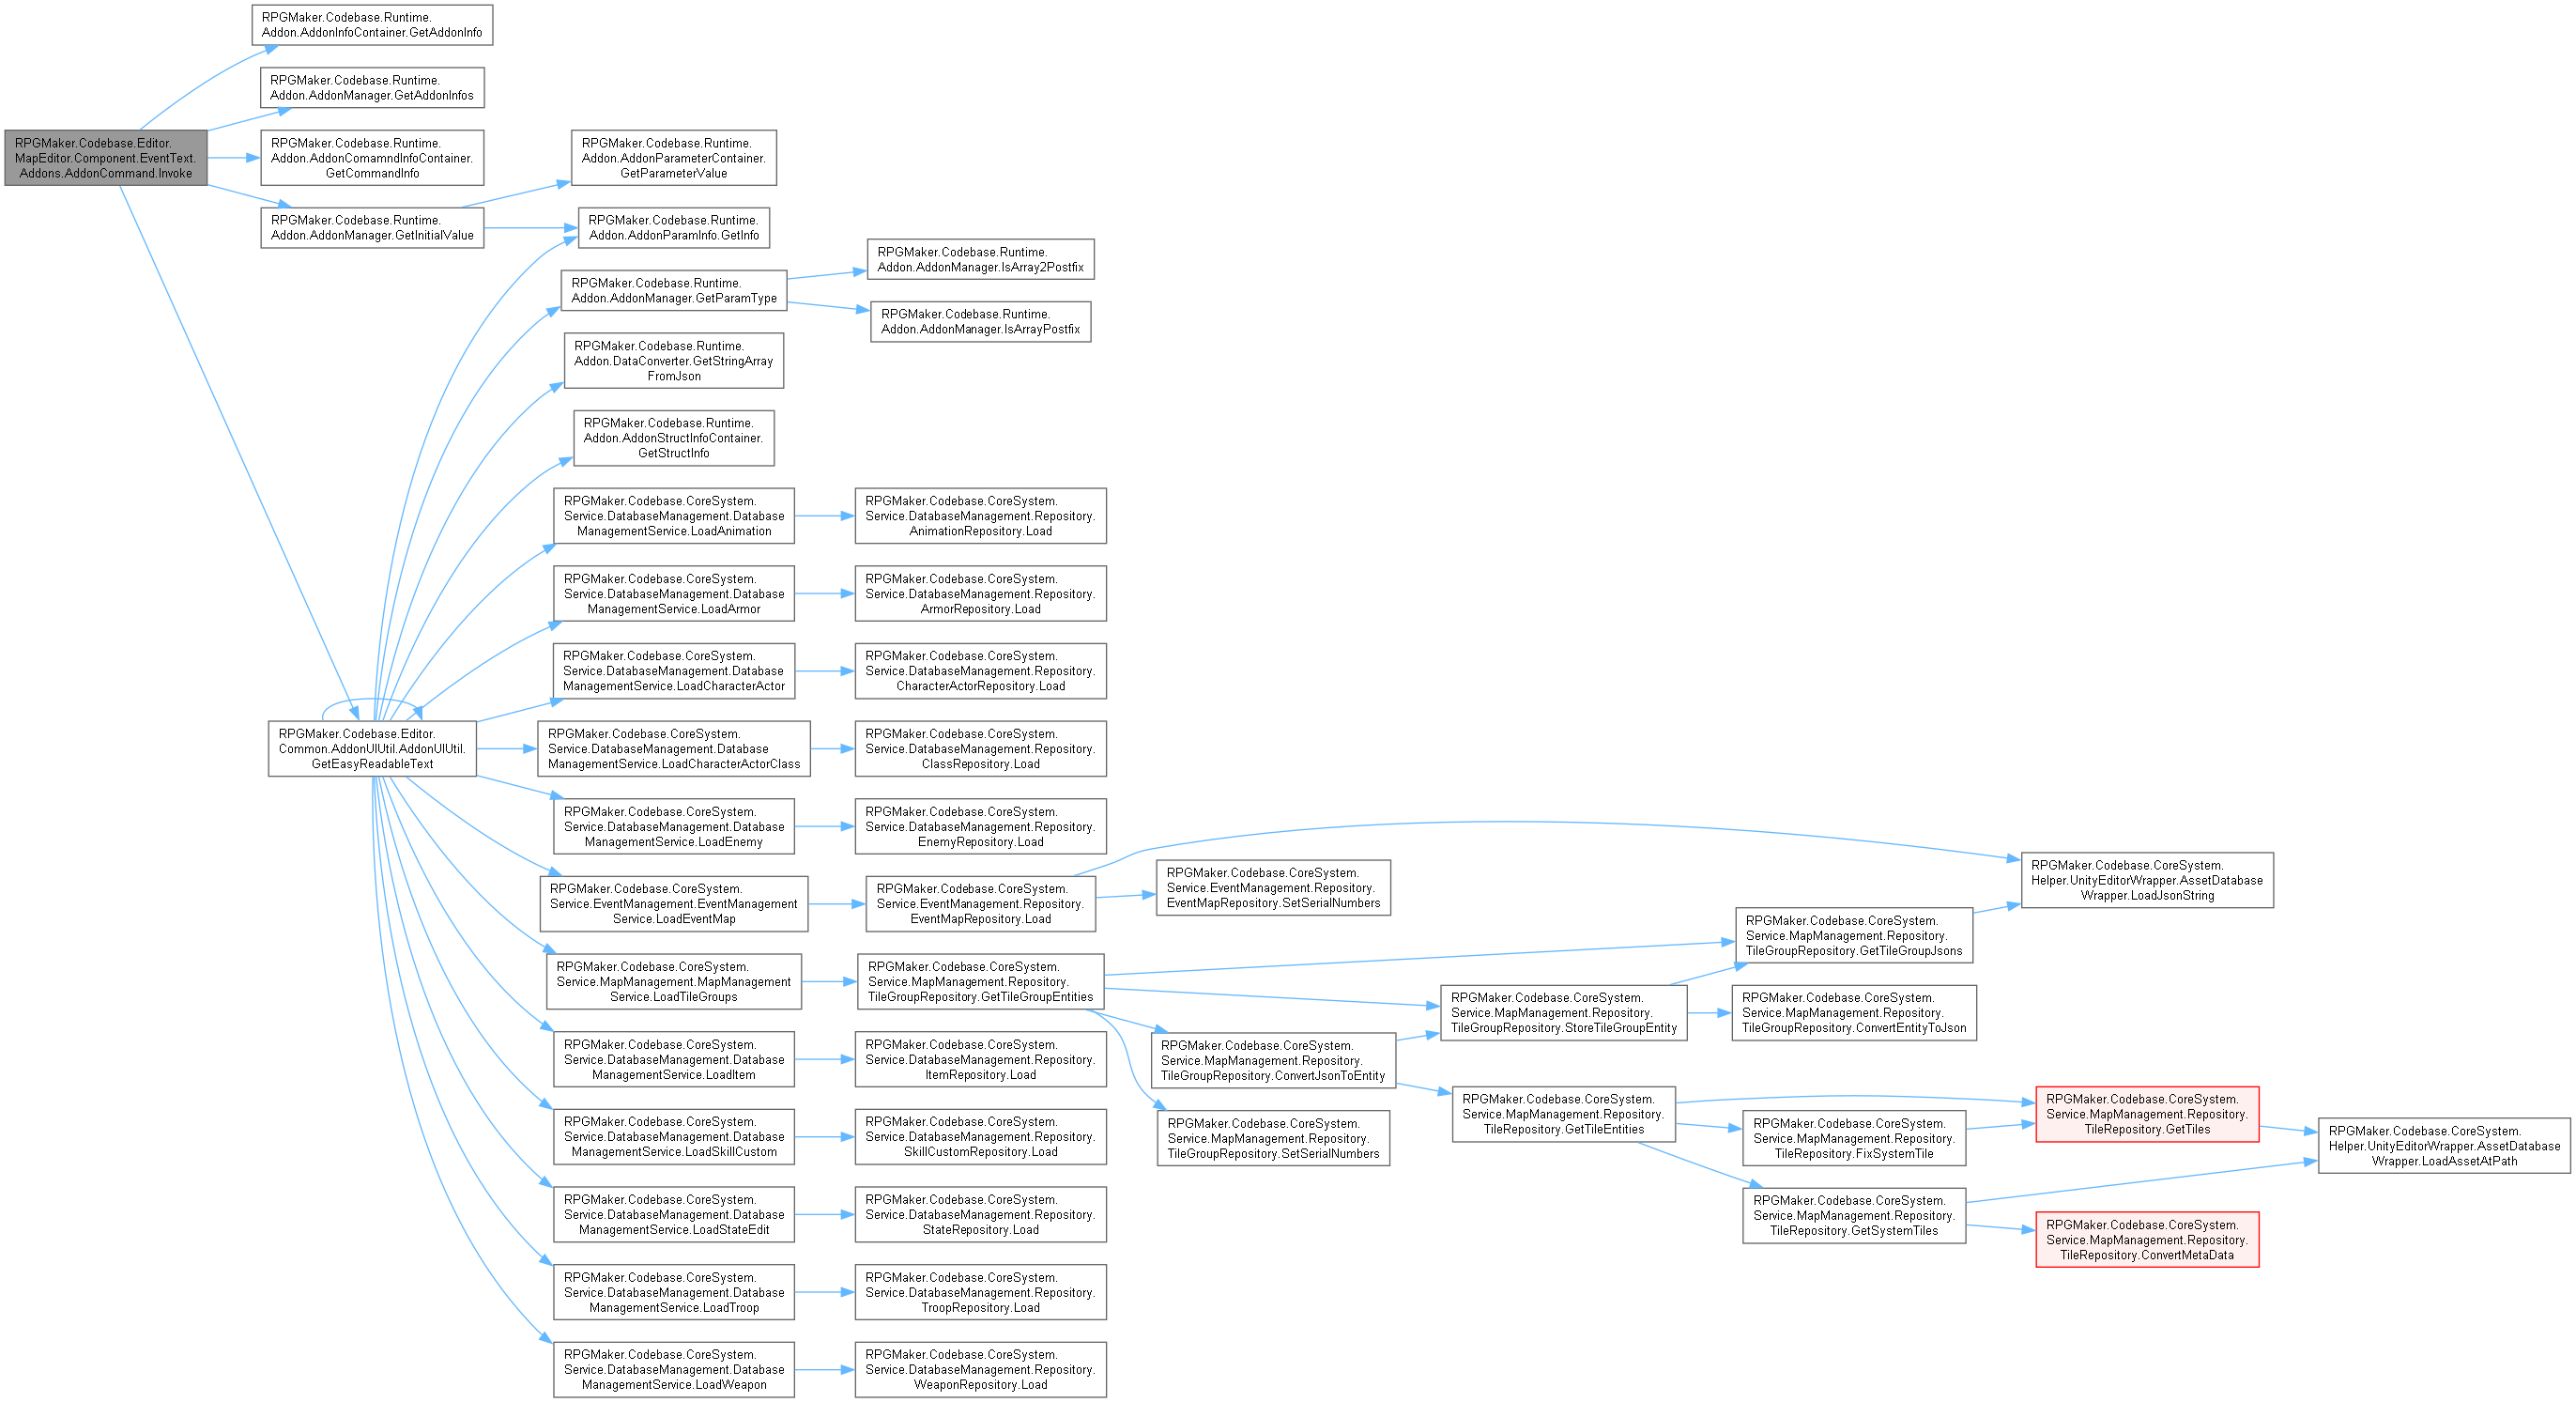 RPGMaker.Codebase.Editor.
MapEditor.Component.EventText.
Addons.AddonCommand.Invoke
RPGMaker.Codebase.Runtime.
Addon.AddonInfoContainer.GetAddonInfo
RPGMaker.Codebase.Runtime.
Addon.AddonManager.GetAddonInfos
RPGMaker.Codebase.Runtime.
Addon.AddonComamndInfoContainer.
GetCommandInfo
RPGMaker.Codebase.Runtime.
Addon.AddonManager.GetInitialValue
RPGMaker.Codebase.Runtime.
Addon.AddonParameterContainer.
GetParameterValue
RPGMaker.Codebase.Runtime.
Addon.AddonParamInfo.GetInfo
RPGMaker.Codebase.Editor.
Common.AddonUIUtil.AddonUIUtil.
GetEasyReadableText
RPGMaker.Codebase.Runtime.
Addon.AddonManager.GetParamType
RPGMaker.Codebase.Runtime.
Addon.AddonManager.IsArray2Postfix
RPGMaker.Codebase.Runtime.
Addon.AddonManager.IsArrayPostfix
RPGMaker.Codebase.Runtime.
Addon.DataConverter.GetStringArray
FromJson
RPGMaker.Codebase.Runtime.
Addon.AddonStructInfoContainer.
GetStructInfo
RPGMaker.Codebase.CoreSystem.
Service.DatabaseManagement.Database
ManagementService.LoadAnimation
RPGMaker.Codebase.CoreSystem.
Service.DatabaseManagement.Repository.
AnimationRepository.Load
RPGMaker.Codebase.CoreSystem.
Service.DatabaseManagement.Database
ManagementService.LoadArmor
RPGMaker.Codebase.CoreSystem.
Service.DatabaseManagement.Repository.
ArmorRepository.Load
RPGMaker.Codebase.CoreSystem.
Service.DatabaseManagement.Database
ManagementService.LoadCharacterActor
RPGMaker.Codebase.CoreSystem.
Service.DatabaseManagement.Repository.
CharacterActorRepository.Load
RPGMaker.Codebase.CoreSystem.
Service.DatabaseManagement.Database
ManagementService.LoadCharacterActorClass
RPGMaker.Codebase.CoreSystem.
Service.DatabaseManagement.Repository.
ClassRepository.Load
RPGMaker.Codebase.CoreSystem.
Service.DatabaseManagement.Database
ManagementService.LoadEnemy
RPGMaker.Codebase.CoreSystem.
Service.DatabaseManagement.Repository.
EnemyRepository.Load
RPGMaker.Codebase.CoreSystem.
Service.EventManagement.EventManagement
Service.LoadEventMap
RPGMaker.Codebase.CoreSystem.
Service.EventManagement.Repository.
EventMapRepository.Load
RPGMaker.Codebase.CoreSystem.
Service.EventManagement.Repository.
EventMapRepository.SetSerialNumbers
RPGMaker.Codebase.CoreSystem.
Helper.UnityEditorWrapper.AssetDatabase
Wrapper.LoadJsonString
RPGMaker.Codebase.CoreSystem.
Service.MapManagement.MapManagement
Service.LoadTileGroups
RPGMaker.Codebase.CoreSystem.
Service.MapManagement.Repository.
TileGroupRepository.GetTileGroupEntities
RPGMaker.Codebase.CoreSystem.
Service.MapManagement.Repository.
TileGroupRepository.ConvertJsonToEntity
RPGMaker.Codebase.CoreSystem.
Service.MapManagement.Repository.
TileGroupRepository.SetSerialNumbers
RPGMaker.Codebase.CoreSystem.
Service.MapManagement.Repository.
TileGroupRepository.StoreTileGroupEntity
RPGMaker.Codebase.CoreSystem.
Service.MapManagement.Repository.
TileGroupRepository.GetTileGroupJsons
RPGMaker.Codebase.CoreSystem.
Service.MapManagement.Repository.
TileGroupRepository.ConvertEntityToJson
RPGMaker.Codebase.CoreSystem.
Service.MapManagement.Repository.
TileRepository.GetTileEntities
RPGMaker.Codebase.CoreSystem.
Service.MapManagement.Repository.
TileRepository.FixSystemTile
RPGMaker.Codebase.CoreSystem.
Service.MapManagement.Repository.
TileRepository.GetSystemTiles
RPGMaker.Codebase.CoreSystem.
Service.MapManagement.Repository.
TileRepository.GetTiles
RPGMaker.Codebase.CoreSystem.
Service.MapManagement.Repository.
TileRepository.ConvertMetaData
RPGMaker.Codebase.CoreSystem.
Helper.UnityEditorWrapper.AssetDatabase
Wrapper.LoadAssetAtPath
RPGMaker.Codebase.CoreSystem.
Service.DatabaseManagement.Database
ManagementService.LoadItem
RPGMaker.Codebase.CoreSystem.
Service.DatabaseManagement.Repository.
ItemRepository.Load
RPGMaker.Codebase.CoreSystem.
Service.DatabaseManagement.Database
ManagementService.LoadSkillCustom
RPGMaker.Codebase.CoreSystem.
Service.DatabaseManagement.Repository.
SkillCustomRepository.Load
RPGMaker.Codebase.CoreSystem.
Service.DatabaseManagement.Database
ManagementService.LoadStateEdit
RPGMaker.Codebase.CoreSystem.
Service.DatabaseManagement.Repository.
StateRepository.Load
RPGMaker.Codebase.CoreSystem.
Service.DatabaseManagement.Database
ManagementService.LoadTroop
RPGMaker.Codebase.CoreSystem.
Service.DatabaseManagement.Repository.
TroopRepository.Load
RPGMaker.Codebase.CoreSystem.
Service.DatabaseManagement.Database
ManagementService.LoadWeapon
RPGMaker.Codebase.CoreSystem.
Service.DatabaseManagement.Repository.
WeaponRepository.Load